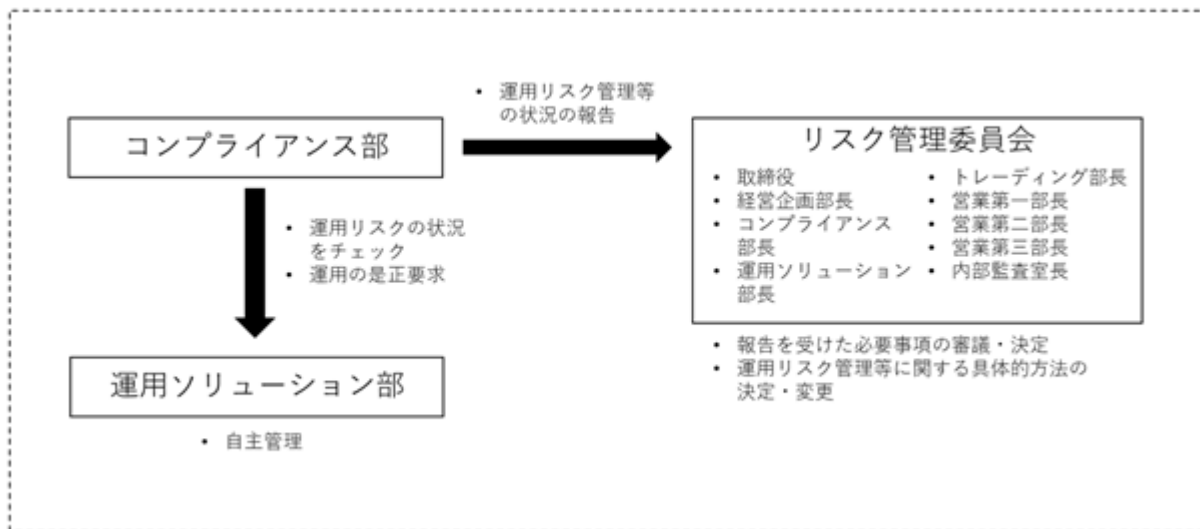 コンプライアンス部
• 運用リスク管理等
の状況の報告
• 運用リスクの状況
をチェック
• 運用の是正要求
運用ソリューション部
• 自主管理
リスク管理委員会
• 取締役
• 経営企画部長
• コンプライアンス
部長
• 運用ソリューション
部長
• トレーディング部長
• 営業第一部長
• 営業第二部長
• 営業第三部長
• 内部監査室長
• 報告を受けた必要事項の審議・決定
• 運用リスク管理等に関する具体的方法の
決定・変更